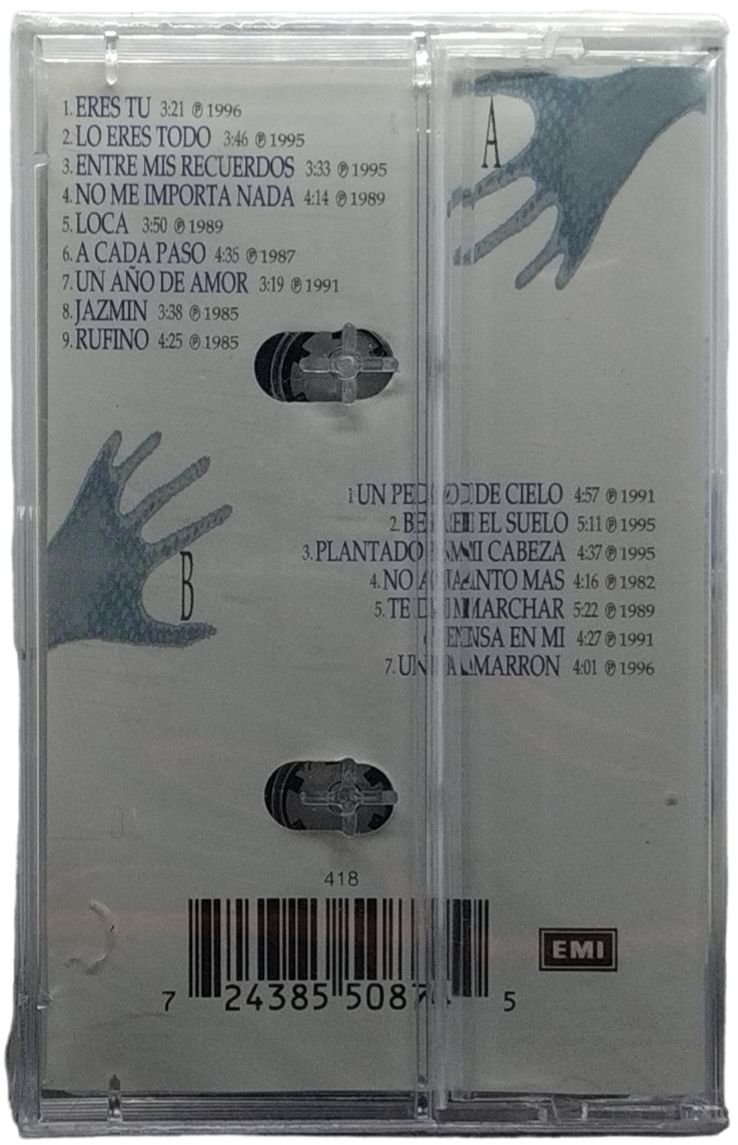 1. ERES TU 3:21 ℗ 1996
2. LO ERES TODO 3:46 ℗ 1995
3. ENTRE MIS RECUERDOS 3:33 ℗ 1995
4. NO ME IMPORTA NADA 4:14 ℗ 1989
5. LOCA 3:50 ℗ 1989
6. A CADA PASO 4:35 ℗ 1987
7. UN AÑO DE AMOR 3:19 ℗ 1991
8. JAZMIN 3:38 ℗ 1985
9. RUFINO 4:25 ℗ 1985
A
B
1 UN DE CIELO 4:57 ℗ 1991
2. EL SUELO 5:11 ℗ 1995
3. PLANTADO MI CABEZA 4:37 ℗ 1995
4. NO MAS 4:16 ℗ 1982
5. TE MARCHAR 5:22 ℗ 1989
EN MI 4:27 ℗ 1991
7. MARRON 4:01 ℗ 1996
418
7 24385 5087 5
EMI